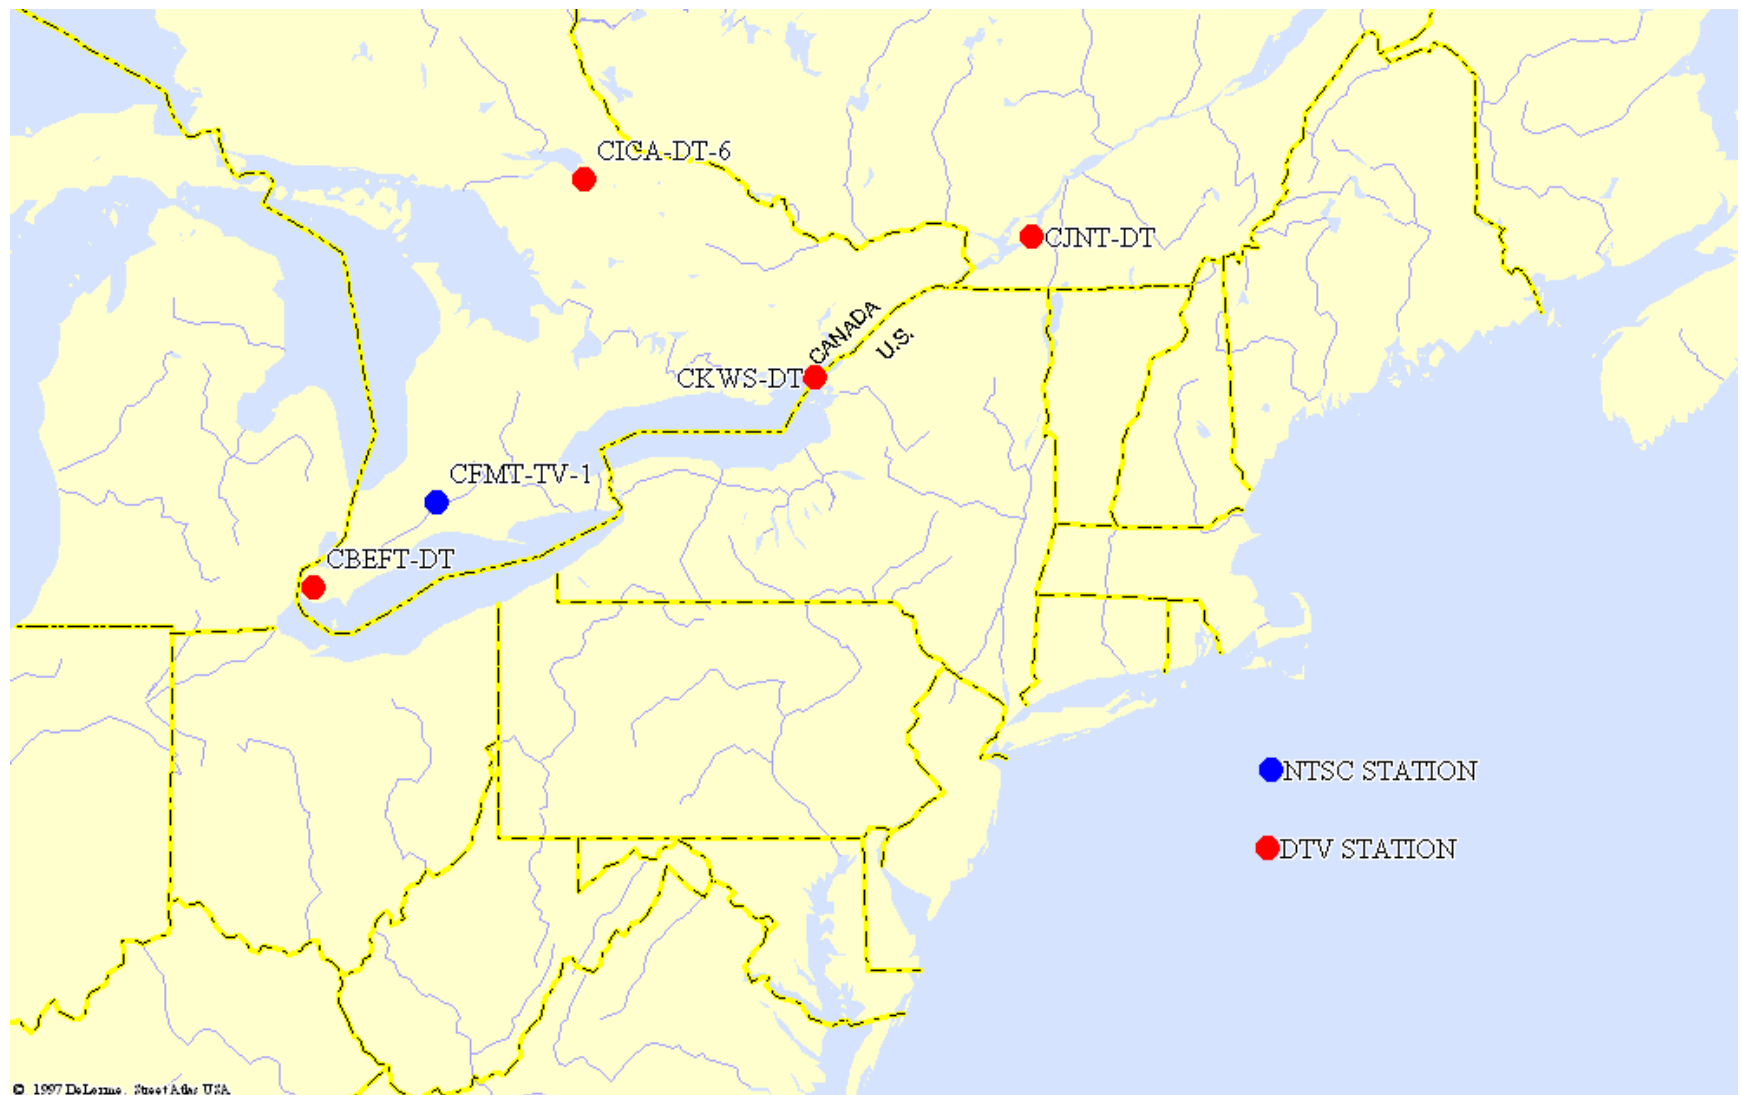 CICA-DT-6
CJNT-DT
CANADA
U.S.
CKWS-DT
CFMT-TV-1
CBEFT-DT
NTSC STATION
DTV STATION
© 1997 DeLorme. Street Atlas USA